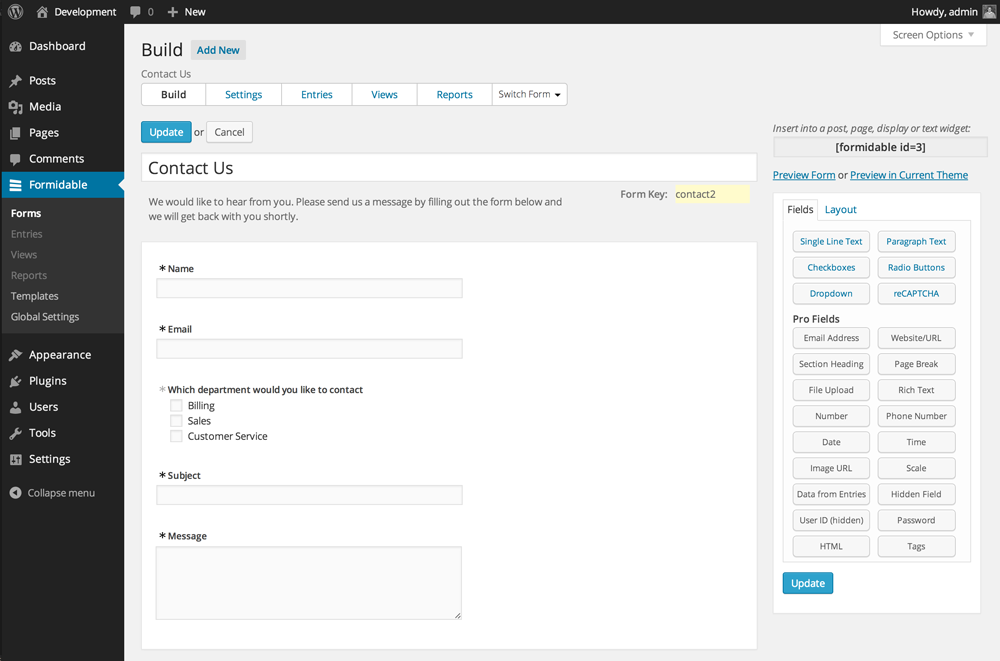 Development 0 New Howdy, admin
Screen Options
Dashboard
Posts
Media
Pages
Comments
Formidable
Forms
Entries
Views
Reports
Templates
Global Settings
Appearance
Plugins
Users
Tools
Settings
Collapse menu
Build Add New
Contact Us
Build Settings Entries Views Reports Switch Form
Update or Cancel
Contact Us
Form Key: contact2
We would like to hear from you. Please send us a message by filling out the form below and
we will get back with you shortly.
* Name
* Email
* Which department would you like to contact
Billing
Sales
Customer Service
* Subject
* Message
Insert into a post, page, display or text widget:
[formidable id=3]
Preview Form or Preview in Current Theme
Fields Layout
Single Line Text Paragraph Text
Checkboxes Radio Buttons
Dropdown reCAPTCHA
Pro Fields
Email Address Website/URL
Section Heading Page Break
File Upload Rich Text
Number Phone Number
Date Time
Image URL Scale
Data from Entries Hidden Field
User ID (hidden) Password
HTML Tags
Update